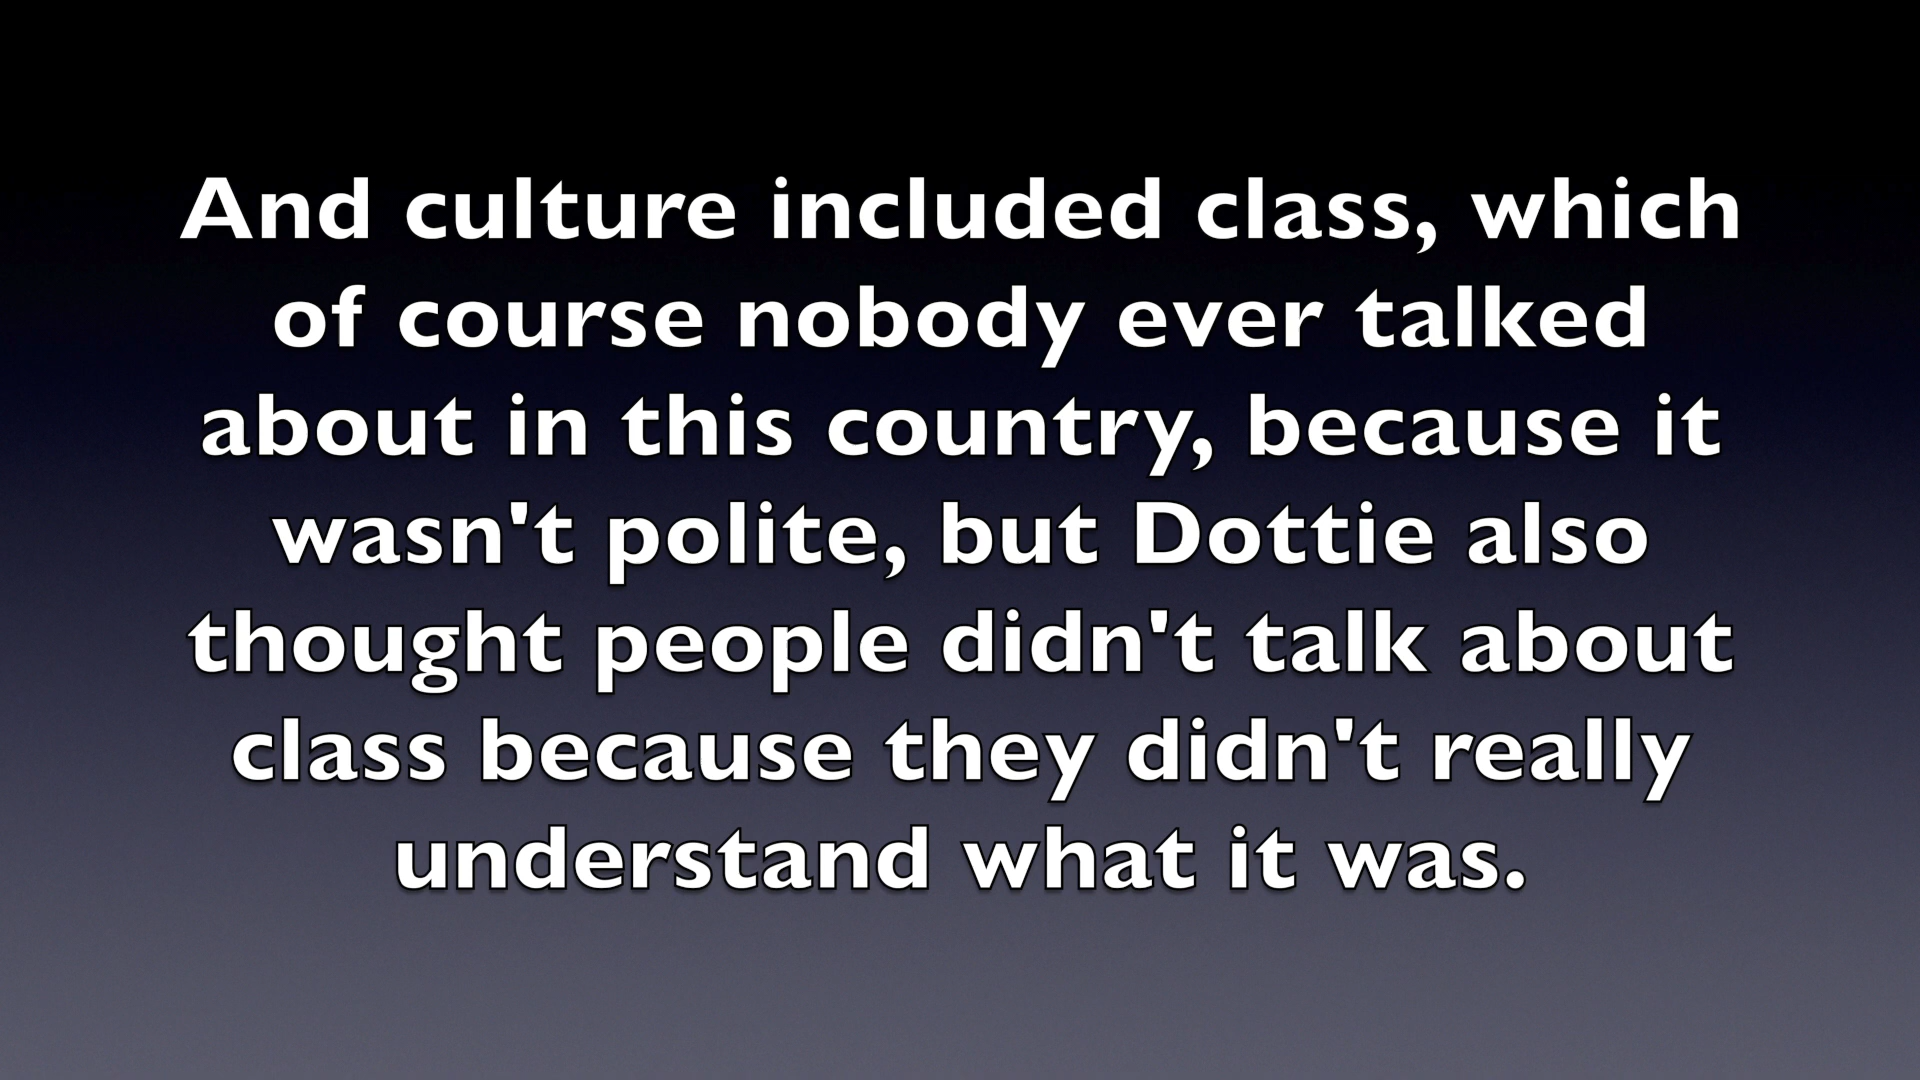 And culture included class, which
of course nobody ever talked
about in this country, because it
wasn't polite, but Dottie also
thought people didn't talk about
class because they didn't really
understand what it was.